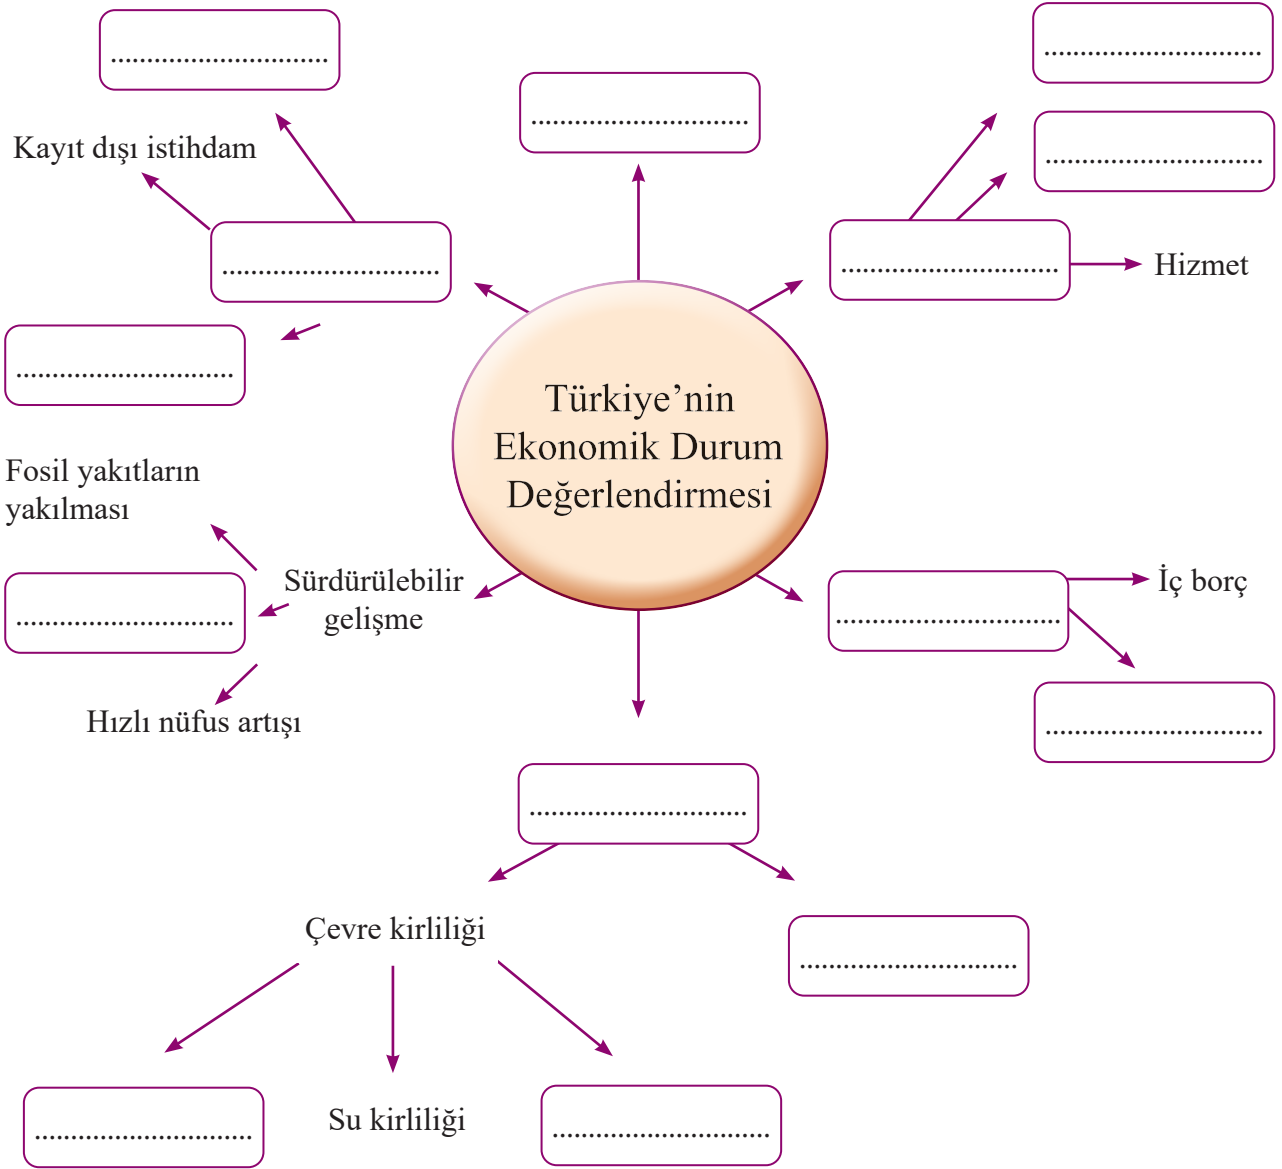 Kayıt dışı istihdam
Hizmet
Türkiye’nin
Ekonomik Durum
Değerlendirmesi
Fosil yakıtların
yakılması
Sürdürülebilir
gelişme
İç borç
Hızlı nüfus artışı
Çevre kirliliği
Su kirliliği